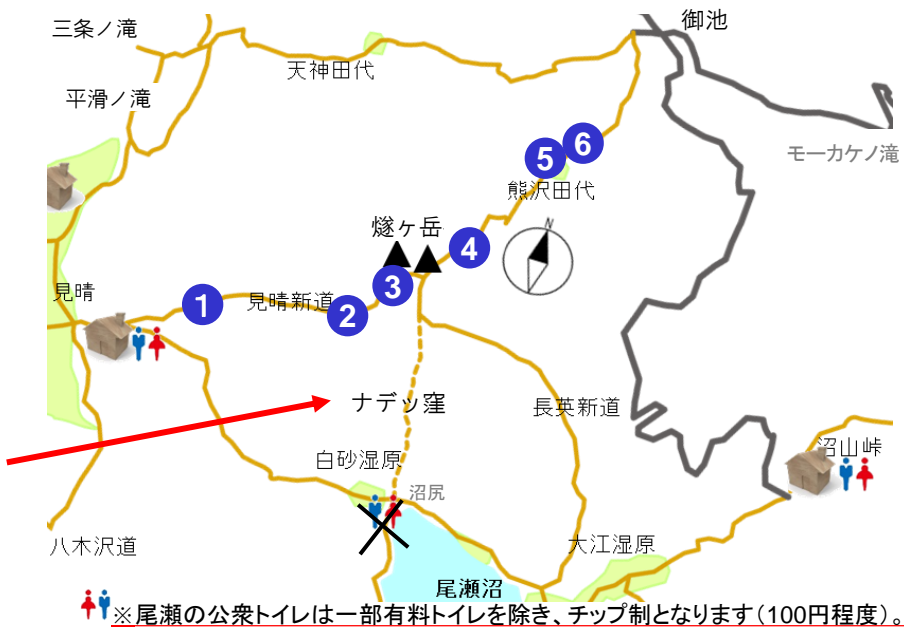 三条ノ滝
御池
天神田代
平滑ノ滝
モーカケノ滝
6
5
熊沢田代
燧ヶ岳
N
4
3
見晴
1
見晴新道
2
ナデッ窪
長英新道
沼山峠
白砂湿原
沼尻
八木沢道
大江湿原
尾瀬沼
※尾瀬の公衆トイレは一部有料トイレを除き、チップ制となります(100円程度)。